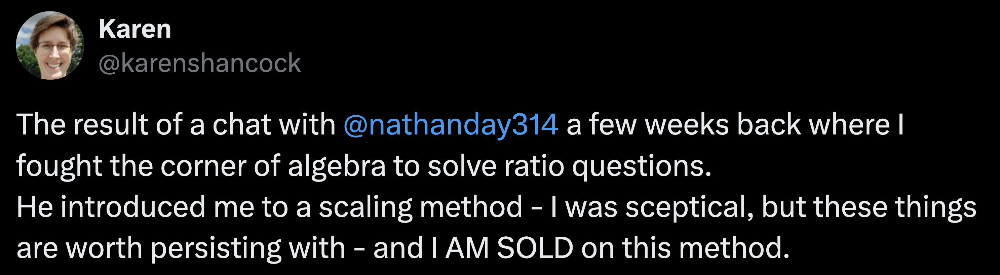 Karen
@karenshancock
The result of a chat with @nathanday314 a few weeks back where I
fought the corner of algebra to solve ratio questions.
He introduced me to a scaling method - I was sceptical, but these things
are worth persisting with - and I AM SOLD on this method.